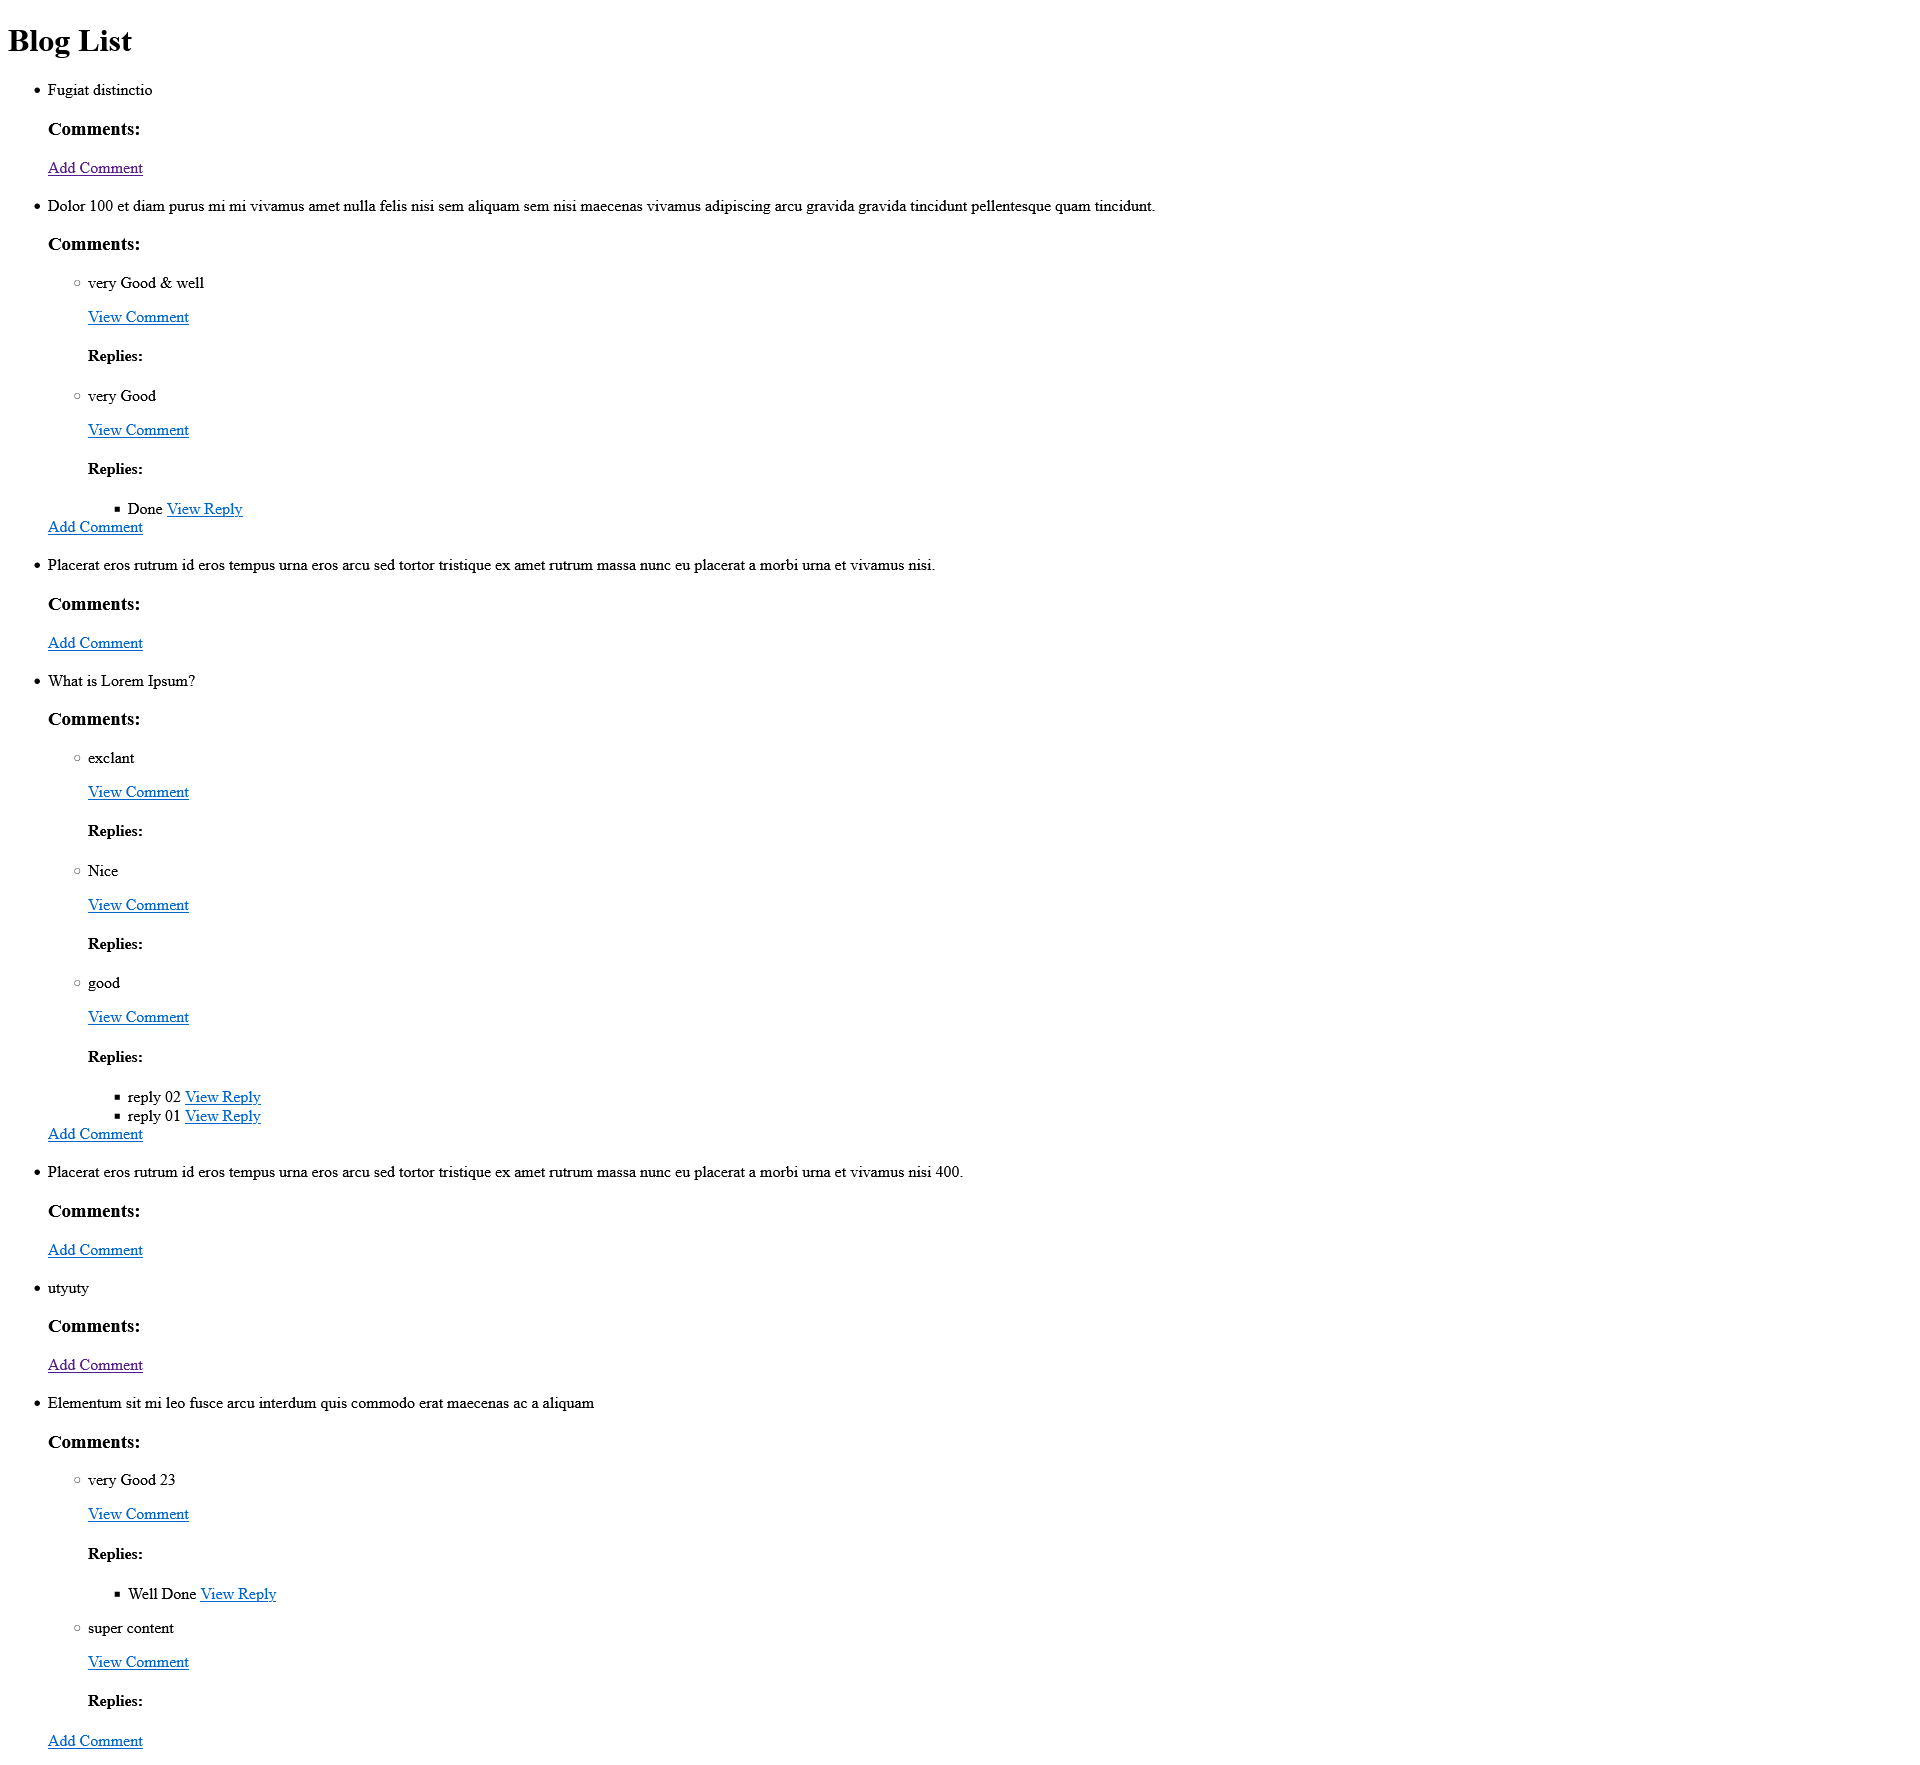 Blog List
Fugiat distinctio
Comments:
Add Comment
Dolor 100 et diam purus mi mi vivamus amet nulla felis nisi sem aliquam sem nisi maecenas vivamus adipiscing arcu gravida gravida tincidunt pellentesque quam tincidunt.
Comments:
very Good & well
View Comment
Replies:
very Good
View Comment
Replies:
Done View Reply
Add Comment
Placerat eros rutrum id eros tempus urna eros arcu sed tortor tristique ex amet rutrum massa nunc eu placerat a morbi urna et vivamus nisi.
Comments:
Add Comment
What is Lorem Ipsum?
Comments:
exclant
View Comment
Replies:
Nice
View Comment
Replies:
good
View Comment
Replies:
reply 02 View Reply
reply 01 View Reply
Add Comment
Placerat eros rutrum id eros tempus urna eros arcu sed tortor tristique ex amet rutrum massa nunc eu placerat a morbi urna et vivamus nisi 400.
Comments:
Add Comment
utyuty
Comments:
Add Comment
Elementum sit mi leo fusce arcu interdum quis commodo erat maecenas ac a aliquam
Comments:
very Good 23
View Comment
Replies:
Well Done View Reply
super content
View Comment
Replies:
Add Comment